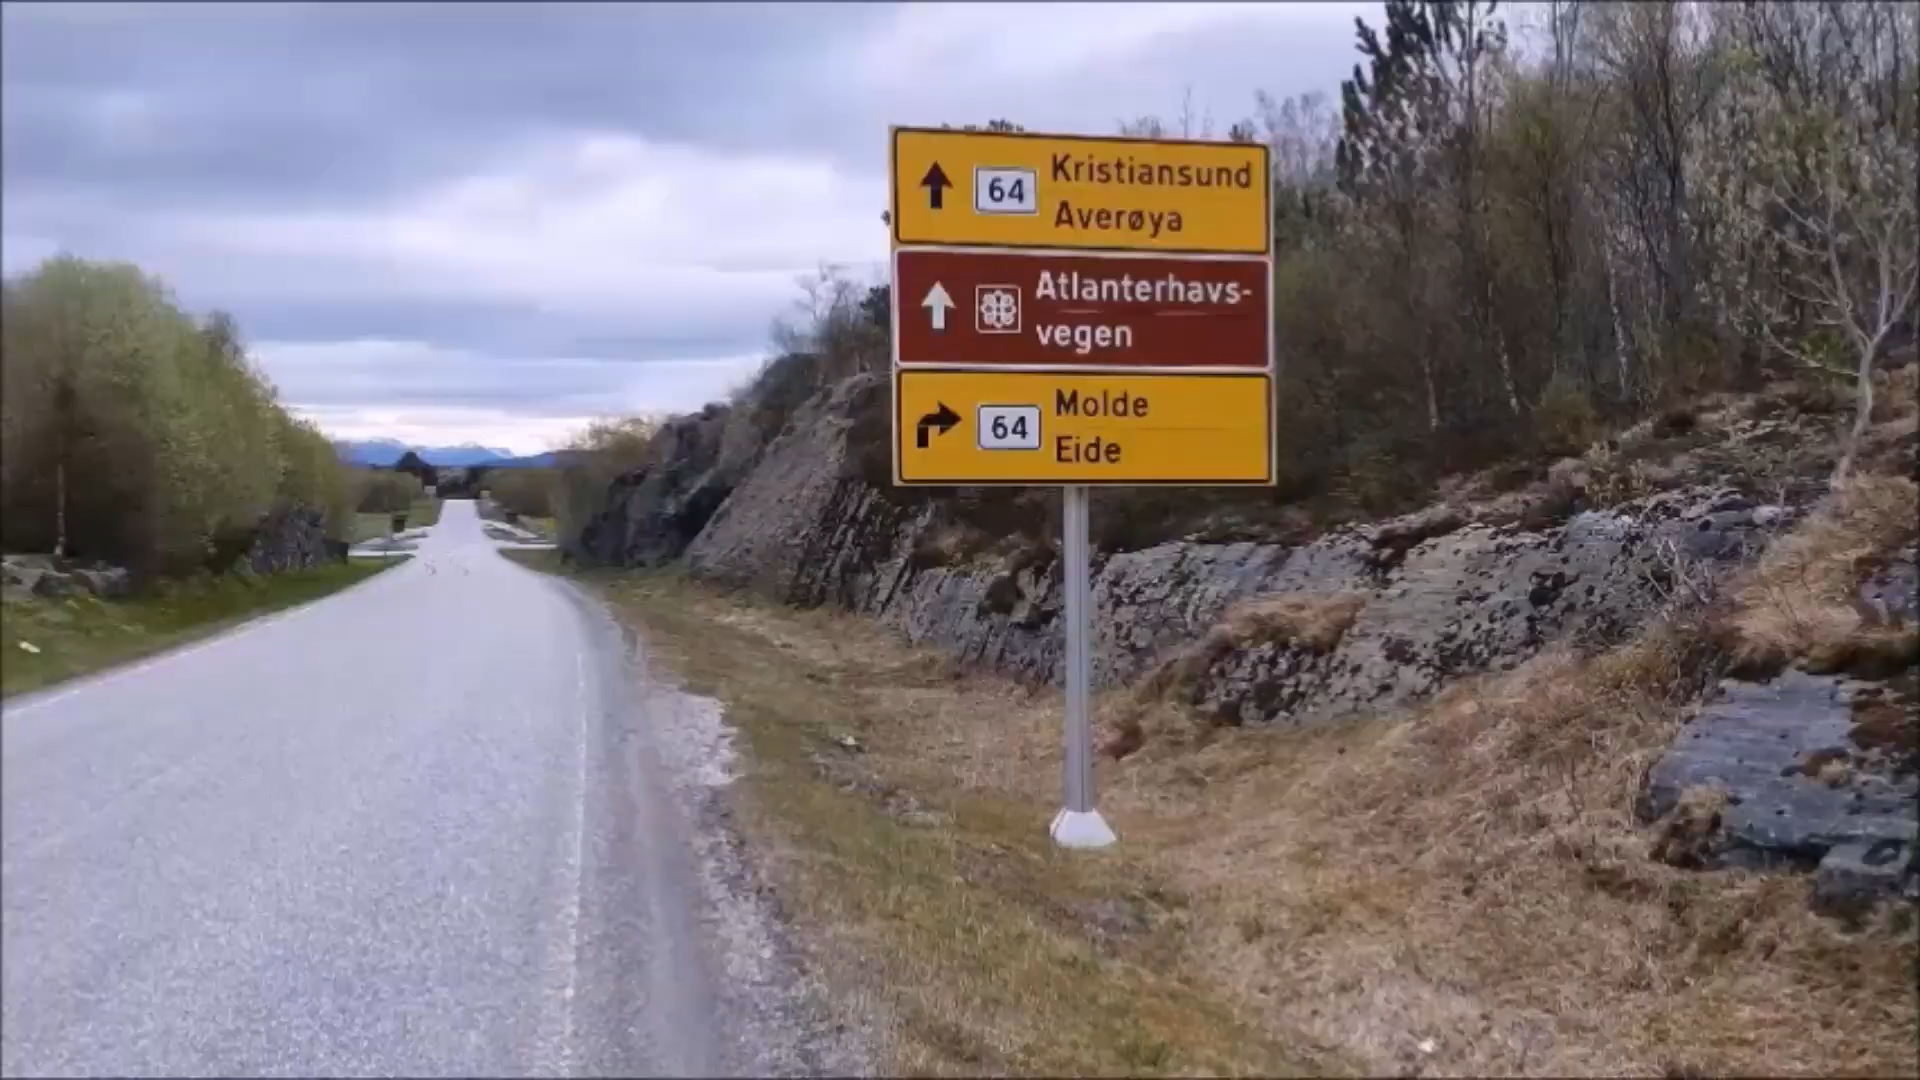 64 Kristiansund
Averøya
Atlanterhavs-
vegen
64 Molde
Eide